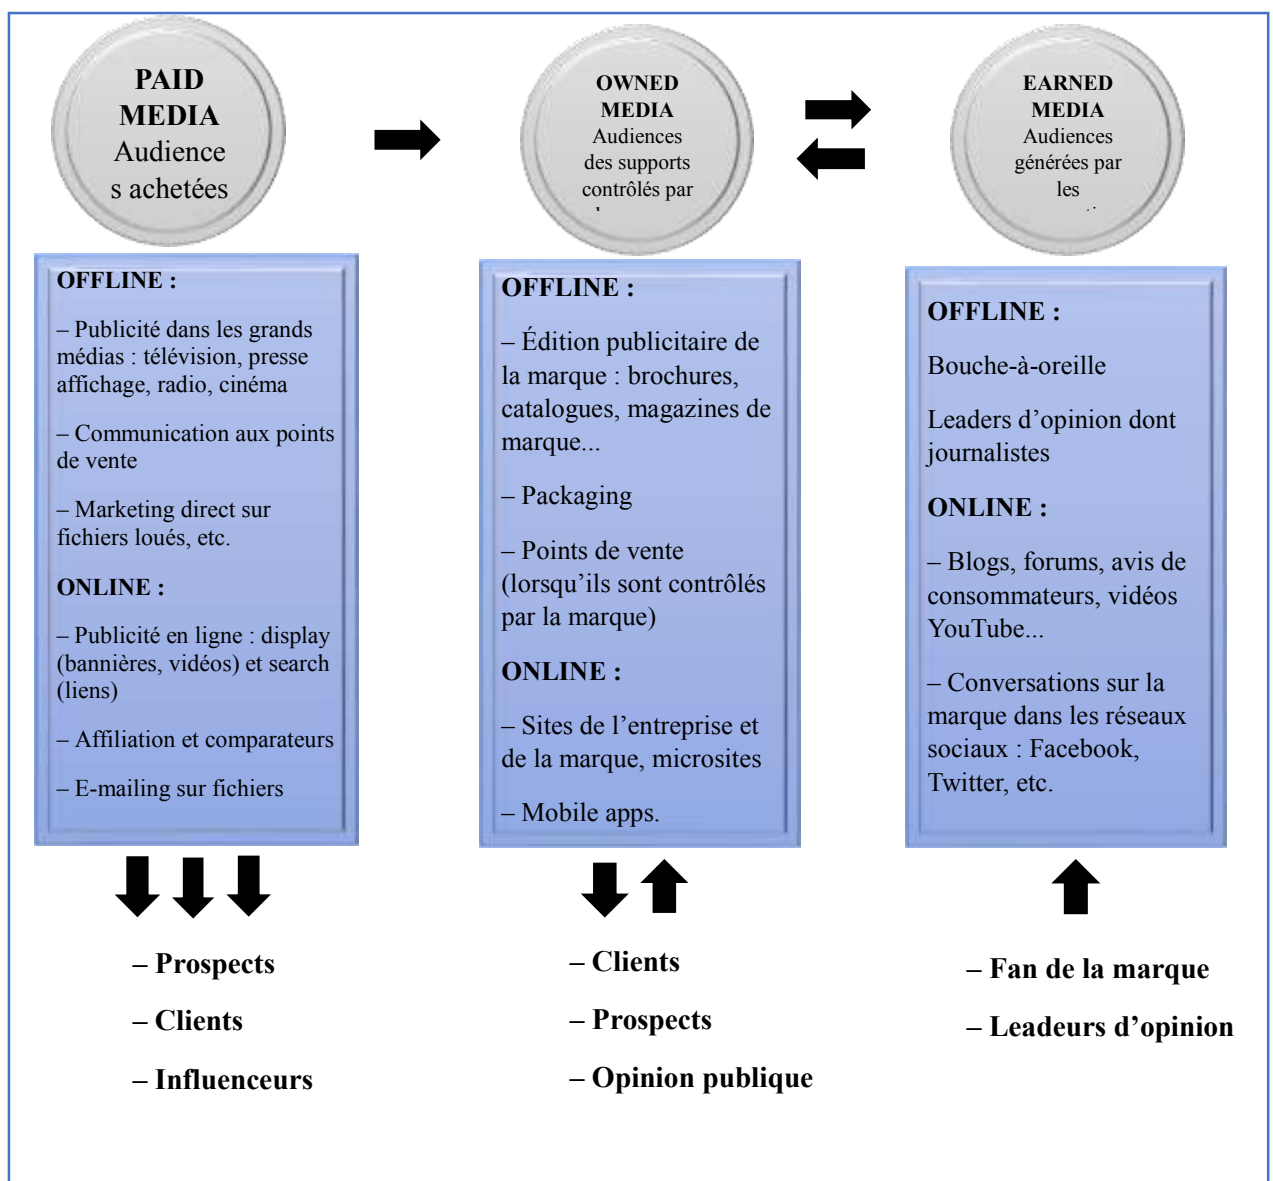 PAID
MEDIA
Audience
s achetées
OWNED
MEDIA
Audiences
des supports
contrôlés par
EARNED
MEDIA
Audiences
générées par
les
OFFLINE :
– Publicité dans les grands
médias : télévision, presse
affichage, radio, cinéma
– Communication aux points
de vente
– Marketing direct sur
fichiers loués, etc.
ONLINE :
– Publicité en ligne : display
(bannières, vidéos) et search
(liens)
– Affiliation et comparateurs
– E-mailing sur fichiers
OFFLINE :
– Édition publicitaire de
la marque : brochures,
catalogues, magazines de
marque...
– Packaging
– Points de vente
(lorsqu’ils sont contrôlés
par la marque)
ONLINE :
– Sites de l’entreprise et
de la marque, microsites
– Mobile apps.
OFFLINE :
Bouche-à-oreille
Leaders d’opinion dont
journalistes
ONLINE :
– Blogs, forums, avis de
consommateurs, vidéos
YouTube...
– Conversations sur la
marque dans les réseaux
sociaux : Facebook,
Twitter, etc.
– Prospects
– Clients
– Influenceurs
– Clients
– Prospects
– Opinion publique
– Fan de la marque
– Leadeurs d’opinion